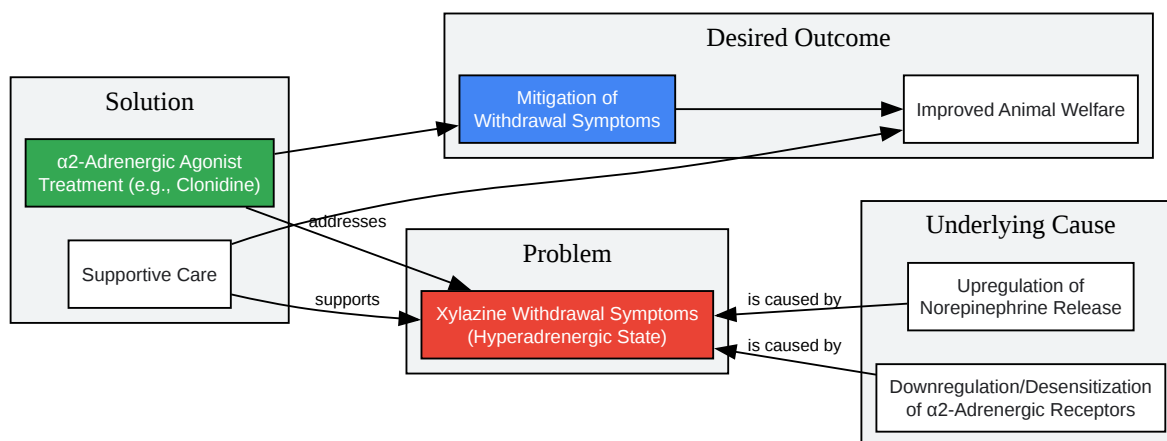 Desired Outcome
Solution
Mitigation of
Withdrawal Symptoms
Improved Animal Welfare
α2-Adrenergic Agonist
Treatment (e.g., Clonidine)
addresses
Supportive Care
supports
Problem
Xylazine Withdrawal Symptoms
(Hyperadrenergic State)
Underlying Cause
is caused by
Upregulation of
Norepinephrine Release
is caused by
Downregulation/Desensitization
of α2-Adrenergic Receptors